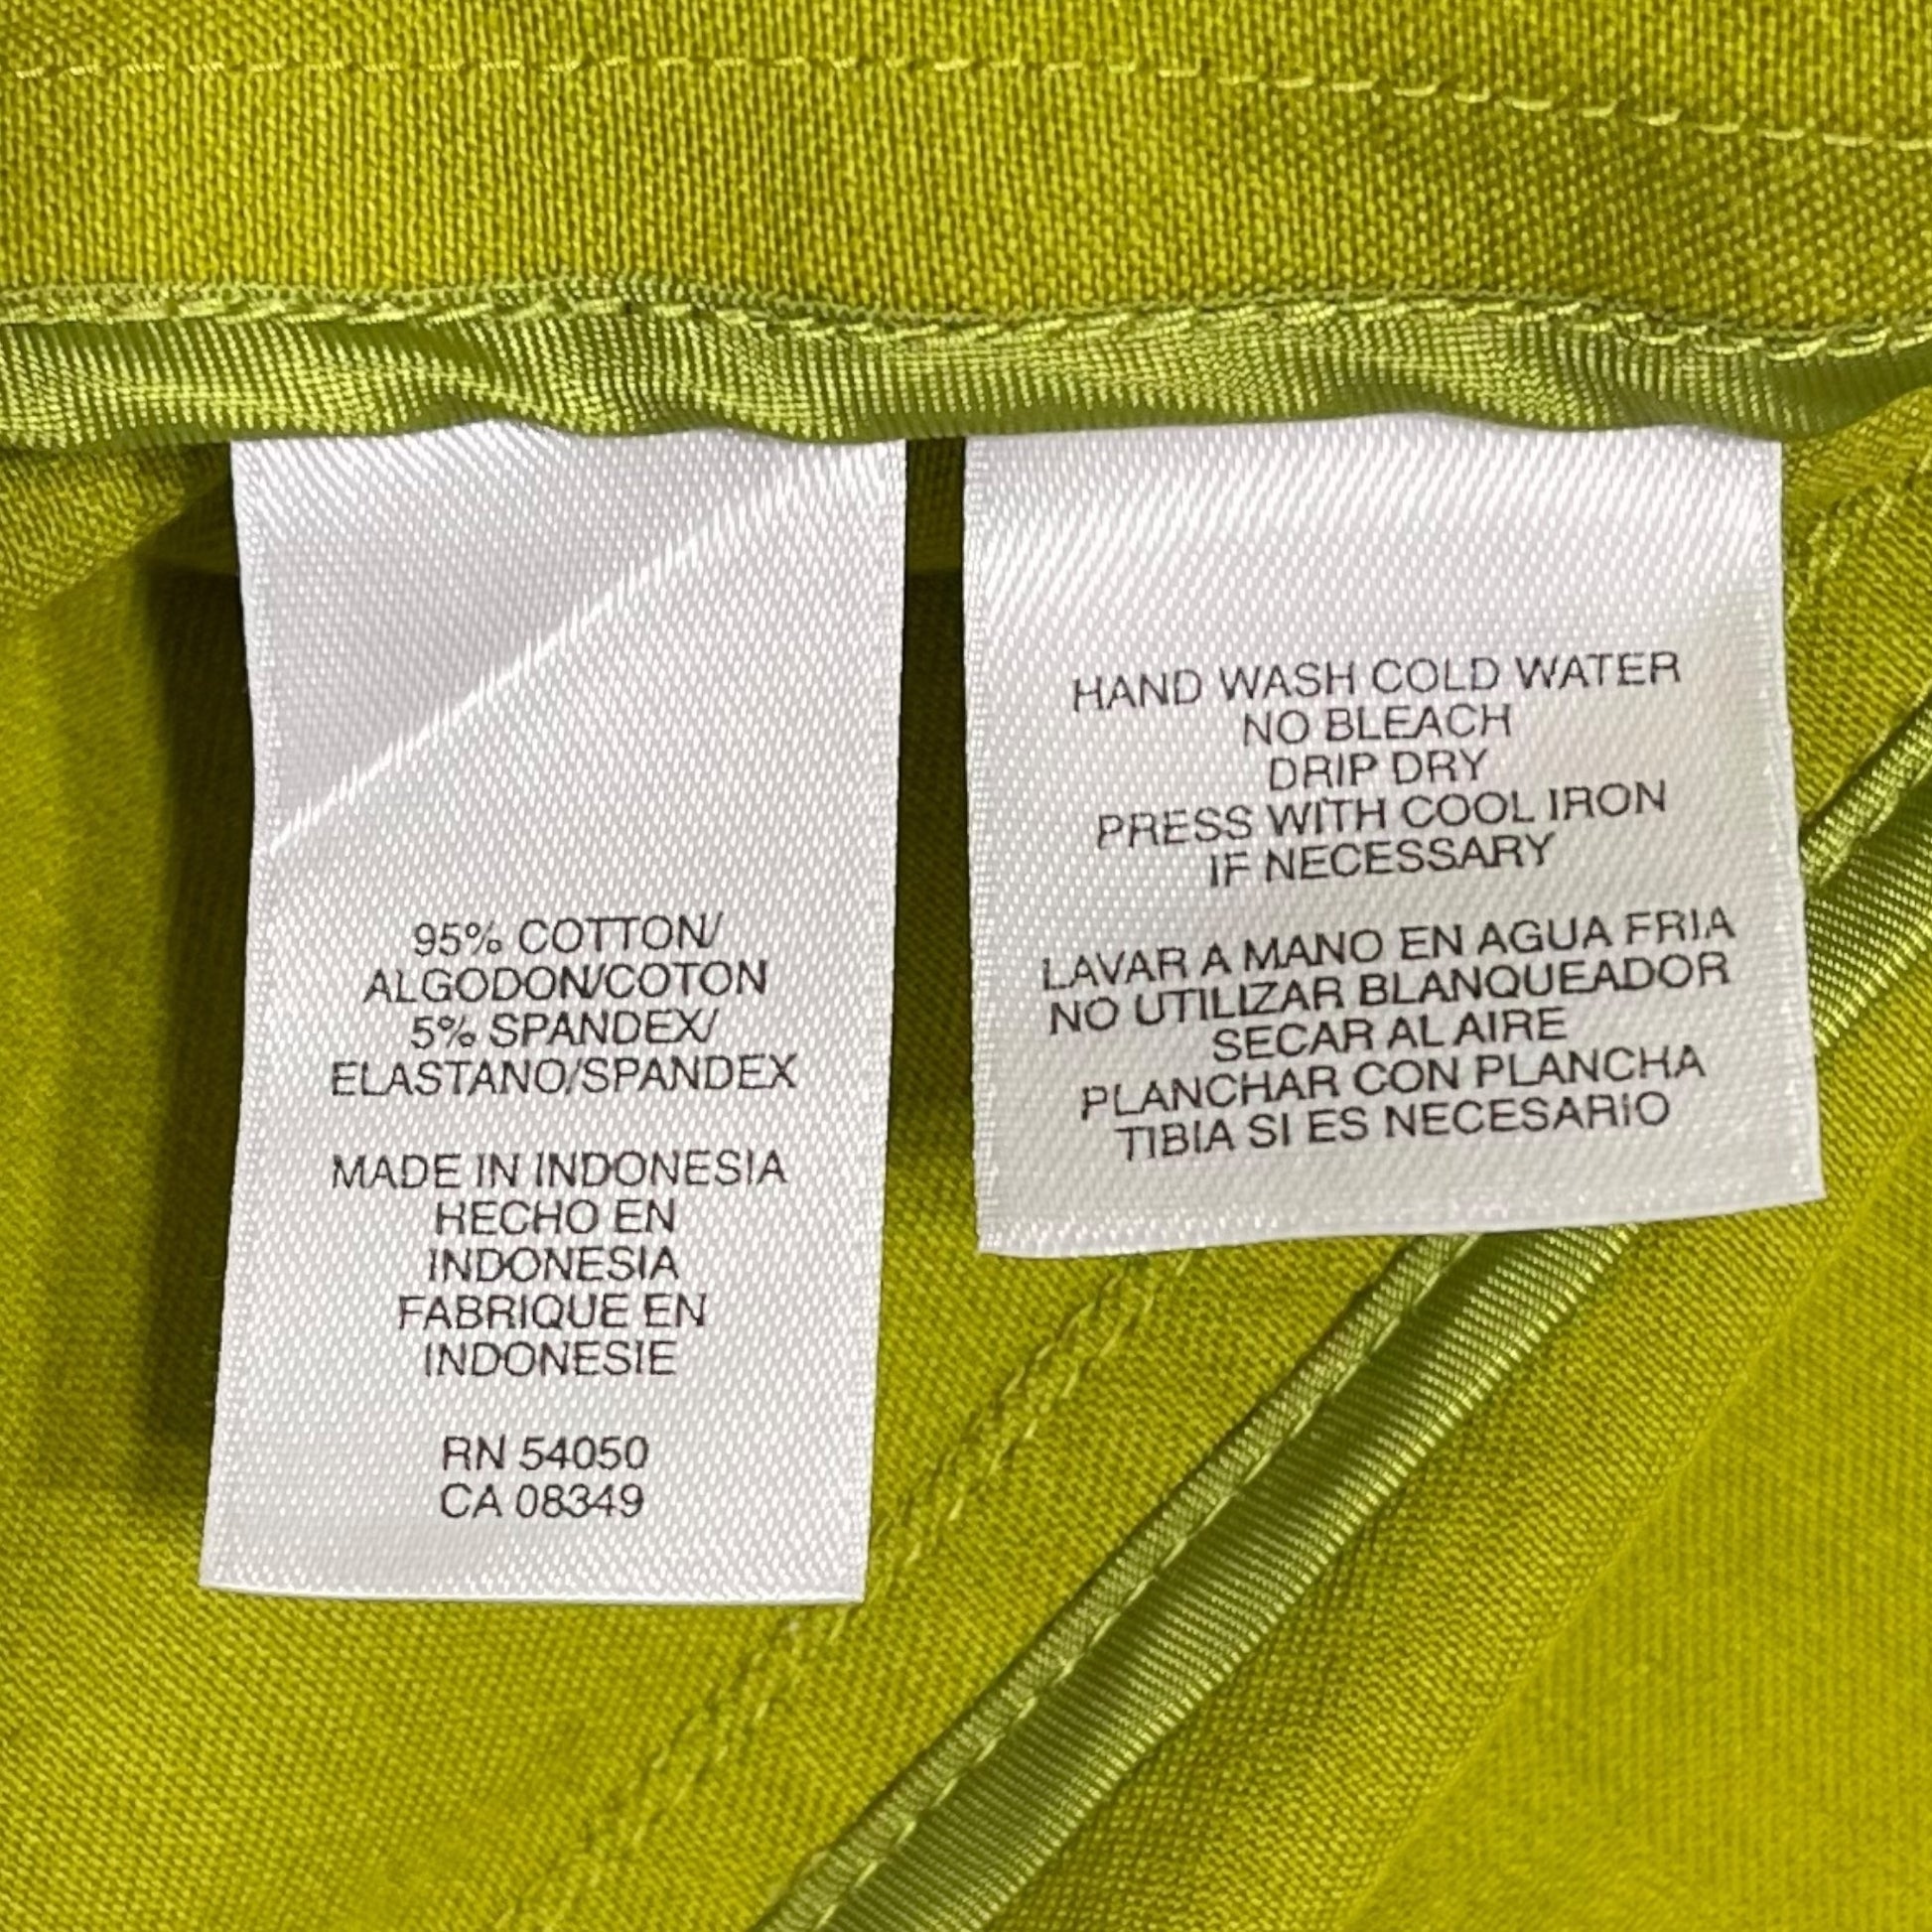 95% COTTON/
ALGODON/COTON
5% SPANDEX/
ELASTANO/SPANDEX
MADE IN INDONESIA
HECHO EN
INDONESIA
FABRIQUE EN
INDONESIE
RN 54050
CA 08349
HAND WASH COLD WATER
NO BLEACH
DRIP DRY
PRESS WITH COOL IRON
IF NECESSARY
LAVAR A MANO EN AGUA FRIA
NO UTILIZAR BLANQUEADOR
SECAR AL AIRE
PLANCHAR CON PLANCHA
TIBIA SI ES NECESARIO